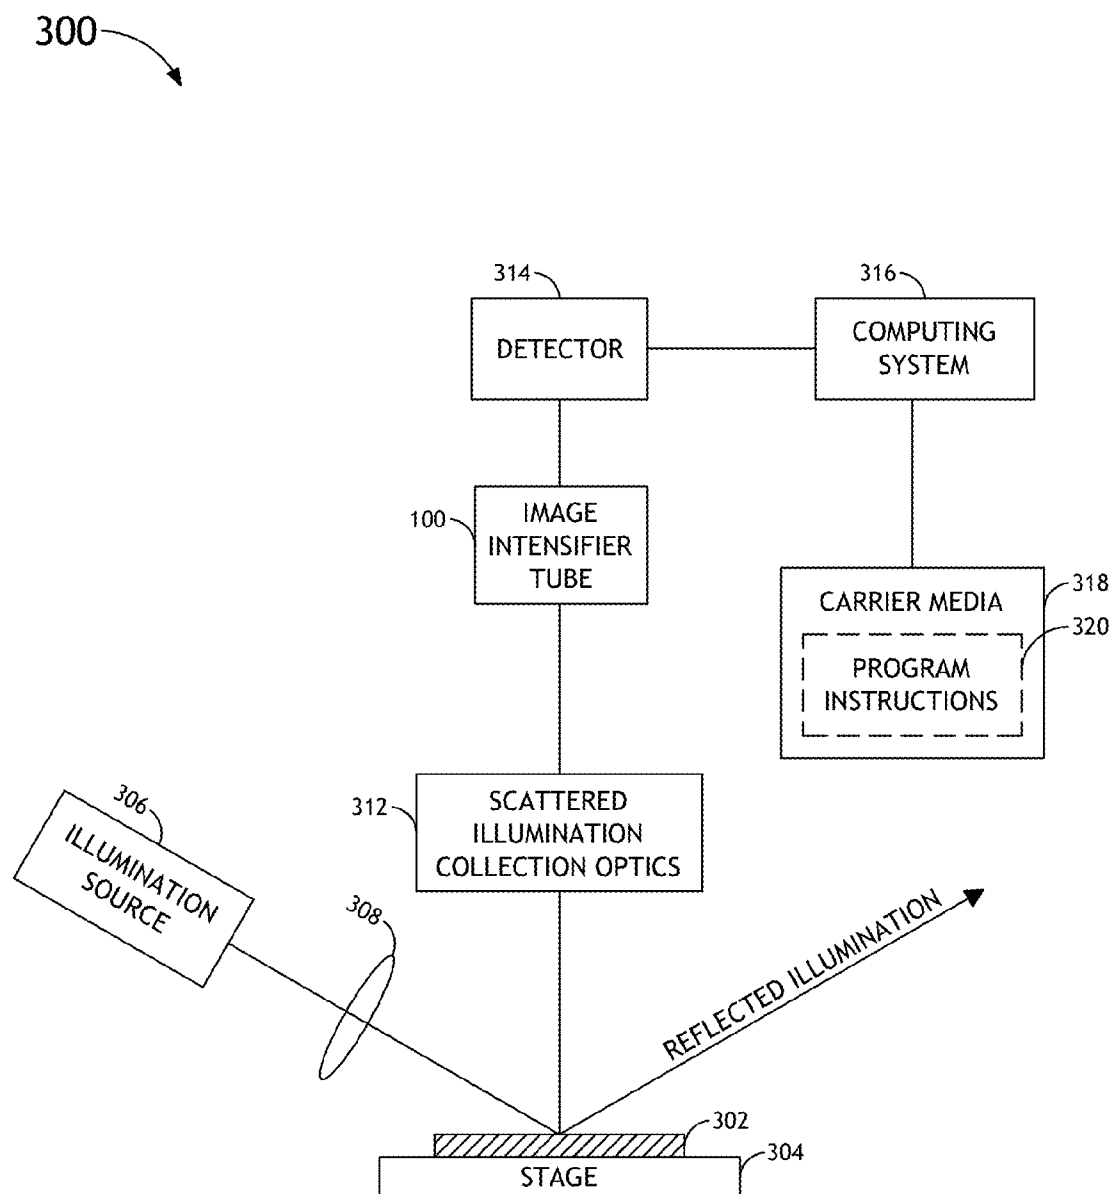 300
314
DETECTOR
316
COMPUTING
SYSTEM
100
IMAGE
INTENSIFIER
TUBE
CARRIER MEDIA
318
320
PROGRAM
INSTRUCTIONS
312
SCATTERED
ILLUMINATION
COLLECTION OPTICS
306
ILLUMINATION
SOURCE
308
REFLECTED ILLUMINATION
302
304
STAGE